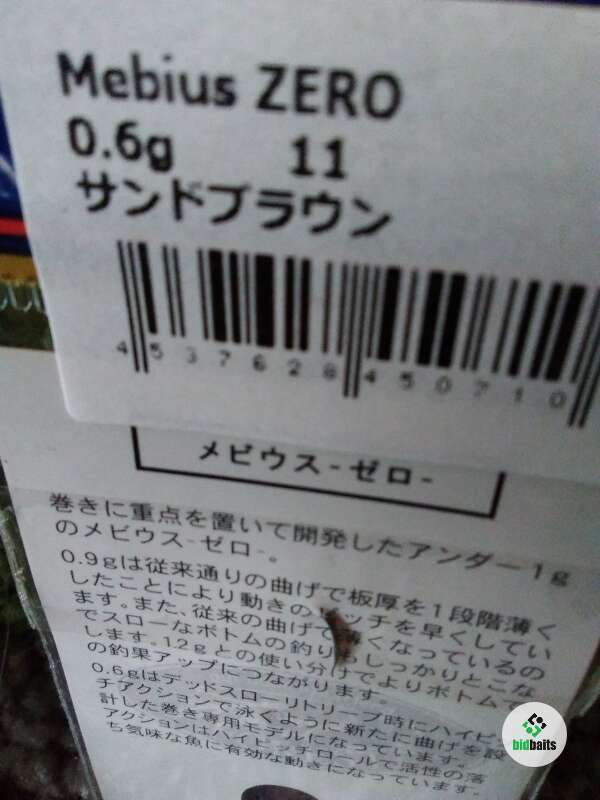 Mebius ZERO
0.6g 11
サンドブラウン
4 537628 450710
メビウス-ゼロ-
巻きに重点を置いて開発したアンダー1g
のメビウス-ゼロ-。
0.9gは従来通りの曲げで板厚を1段階薄く
したことにより動きの ッチを早くしてい
ます。また、従来の曲げ 薄くなっているの
でスローなボトムの釣り しっかりとこな
します。12gとの使い分けでよりボトムで
の釣果アップにつながります。
0.6gはデッドスローリトリーブ時にハイピッ
チアクションで泳ぐように新たに曲げを設
計した巻き専用モデルになっています。
アクションはハイピッチロールで活性の落
ち気味な魚に有効な動きになっています。
bidbaits